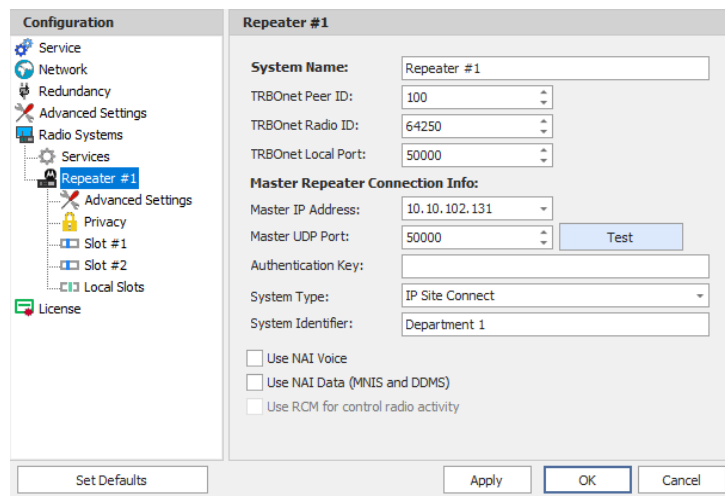 Configuration
Service
Network
Redundancy
Advanced Settings
Radio Systems
Services
Repeater #1
Advanced Settings
Privacy
Slot #1
Slot #2
Local Slots
License
Set Defaults
Repeater #1
System Name: Repeater #1
TRBOnet Peer ID: 100
TRBOnet Radio ID: 64250
TRBOnet Local Port: 50000
Master Repeater Connection Info:
Master IP Address: 10.10.102.131
Master UDP Port: 50000 Test
Authentication Key:
System Type: IP Site Connect
System Identifier: Department 1
Use NAI Voice
Use NAI Data (MNIS and DDMS)
Use RCM for control radio activity
Apply OK Cancel